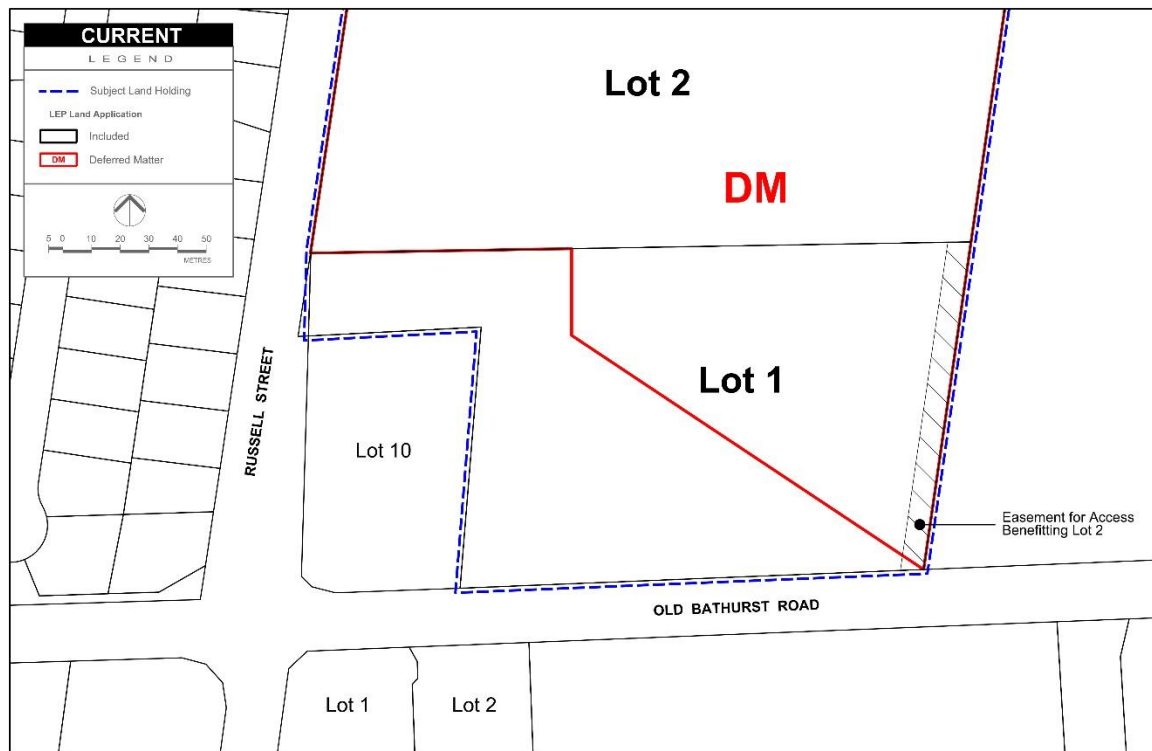 CURRENT
LEGEND
Subject Land Holding
LEP Land Application
Included
DM
Deferred Matter
5 0 10 20 30 40 50
METRES
Lot 2
DM
Lot 1
RUSSELL STREET
Lot 10
Easement for Access
Benefitting Lot 2
OLD BATHURST ROAD
Lot 1
Lot 2